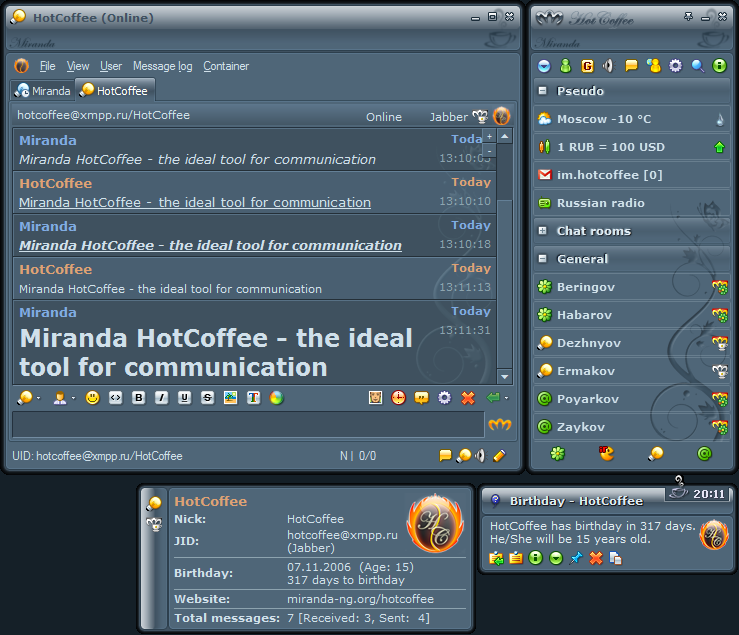 HotCoffee (Online)
Miranda
File View User Message log Container
Miranda HotCoffee
hotcoffee@xmpp.ru/HotCoffee Online Jabber
Miranda Today
Miranda HotCoffee - the ideal tool for communication 13:10:03
HotCoffee Today
Miranda HotCoffee - the ideal tool for communication 13:10:10
Miranda Today
Miranda HotCoffee - the ideal tool for communication 13:10:18
HotCoffee Today
Miranda HotCoffee - the ideal tool for communication 13:11:13
Miranda Today
Miranda HotCoffee - the ideal 13:11:31
tool for communication
B I U S T
UID: hotcoffee@xmpp.ru/HotCoffee N | 0/0
Hot Coffee
Miranda
Pseudo
Moscow -10 °C
1 RUB = 100 USD
im.hotcoffee [0]
Russian radio
Chat rooms
General
Beringov
Habarov
Dezhnyov
Ermakov
Poyarkov
Zaykov
HotCoffee
Nick: HotCoffee
JID: hotcoffee@xmpp.ru
(Jabber)
Birthday: 07.11.2006 (Age: 15)
317 days to birthday
Website: miranda-ng.org/hotcoffee
Total messages: 7 [Received: 3, Sent: 4]
Birthday - HotCoffee 20:11
HotCoffee has birthday in 317 days.
He/She will be 15 years old.